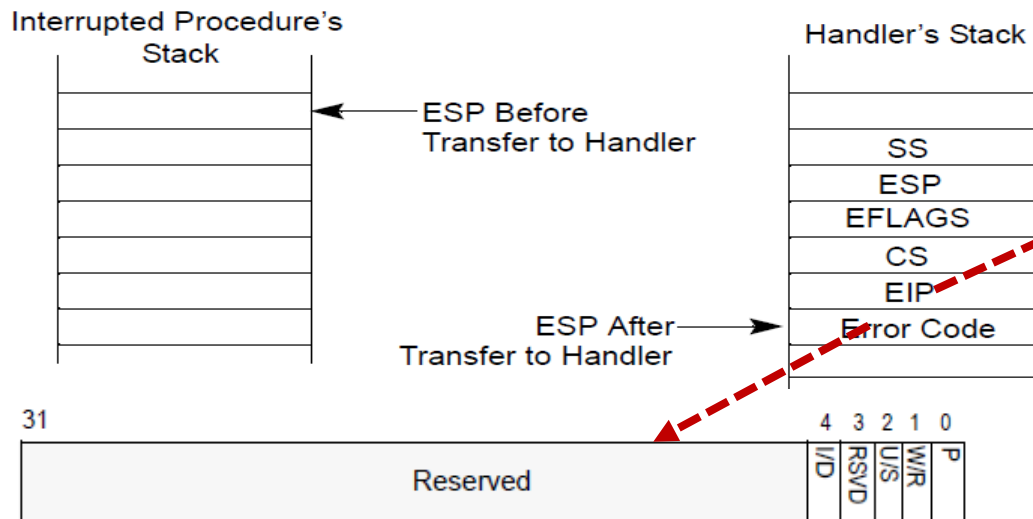 Interrupted Procedure's
Stack
Handler's Stack
ESP Before
Transfer to Handler
SS
ESP
EFLAGS
CS
EIP
ESP After
Transfer to Handler
Error Code
31
4 3 2 1 0
Reserved
I/D
RSVD
U/S
W/R
P